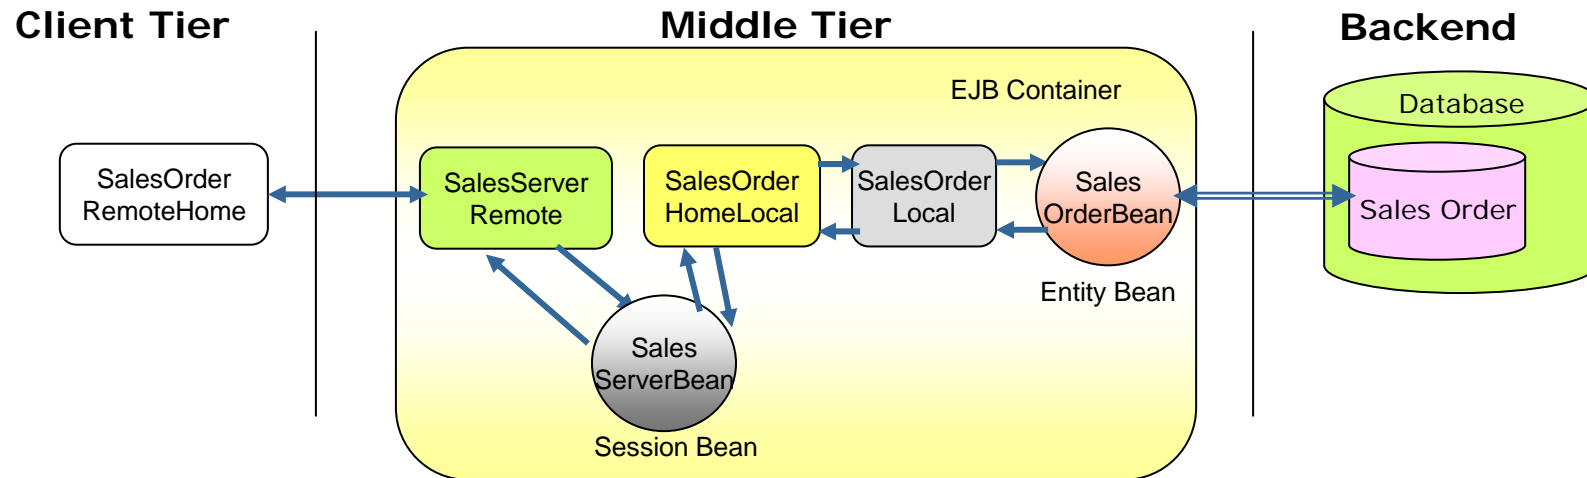 Client Tier
Middle Tier
Backend
EJB Container
Database
SalesOrder
RemoteHome
SalesServer
Remote
SalesOrder
HomeLocal
SalesOrder
Local
Sales
OrderBean
Sales Order
Entity Bean
Sales
ServerBean
Session Bean